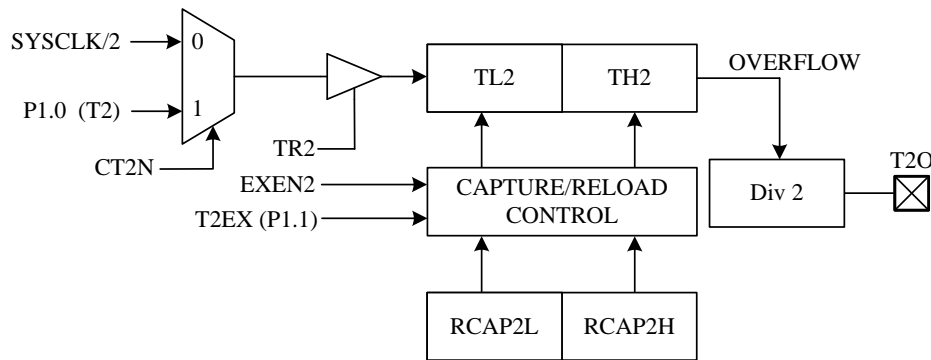 SYSCLK/2
0
P1.0 (T2)
1
CT2N
TR2
TL2
TH2
OVERFLOW
EXEN2
T2EX (P1.1)
CAPTURE/RELOAD
CONTROL
Div 2
T2O
RCAP2L
RCAP2H